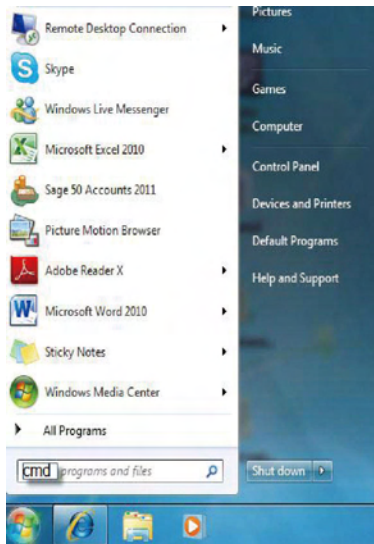 Remote Desktop Connection
Skype
Windows Live Messenger
Microsoft Excel 2010
Sage 50 Accounts 2011
Picture Motion Browser
Adobe Reader X
Microsoft Word 2010
Sticky Notes
Windows Media Center
All Programs
cmd programs and files
Pictures
Music
Games
Computer
Control Panel
Devices and Printers
Default Programs
Help and Support
Shut down